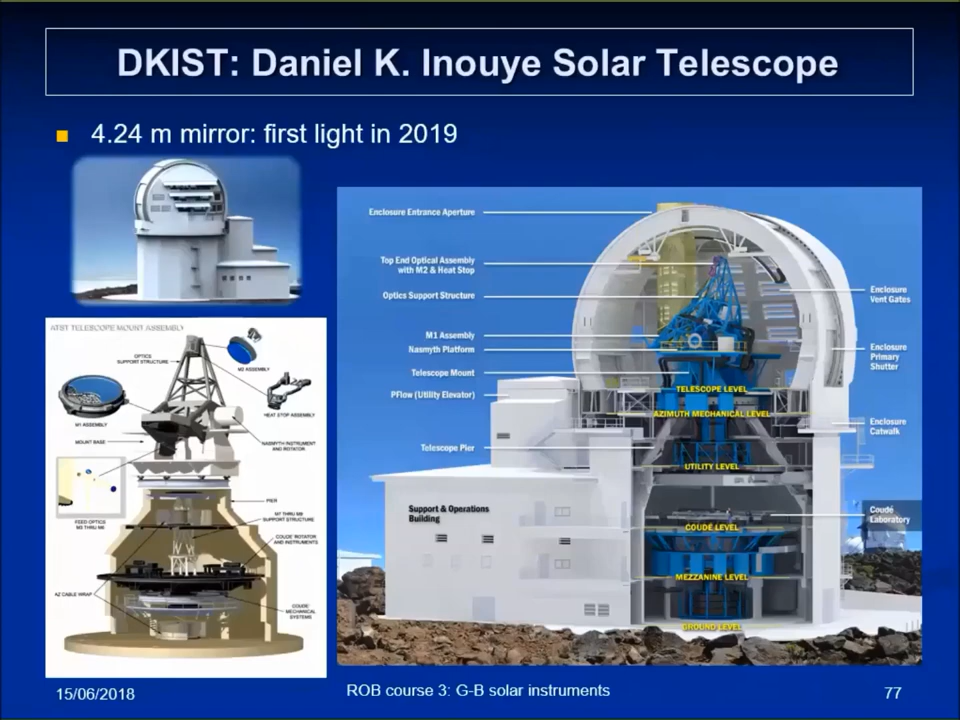 DKIST: Daniel K. Inouye Solar Telescope
4.24 m mirror: first light in 2019
ATST TELESCOPE MOUNT ASSEMBLY
OPTICS
SUPPORT STRUCTURE
M2 ASSEMBLY
HEAT STOP ASSEMBLY
M1 ASSEMBLY
MOUNT BASE
NASMYTH INSTRUMENT
AND ROTATOR
FEED OPTICS
M3 THRU M6
PIER
M7 THRU M9
SUPPORT STRUCTURE
COUDE' ROTATOR
AND INSTRUMENTS
AZ CABLE WRAP
COUDE'
MECHANICAL
SYSTEMS
Enclosure Entrance Aperture
Top End Optical Assembly
with M2 & Heat Stop
Optics Support Structure
M1 Assembly
Nasmyth Platform
Telescope Mount
PFlow (Utility Elevator)
Telescope Pier
Support & Operations
Building
Enclosure
Vent Gates
Enclosure
Primary
Shutter
Enclosure
Catwalk
Coudé
Laboratory
TELESCOPE LEVEL
AZIMUTH MECHANICAL LEVEL
UTILITY LEVEL
COUDÉ LEVEL
MEZZANINE LEVEL
GROUND LEVEL
15/06/2018
ROB course 3: G-B solar instruments
77